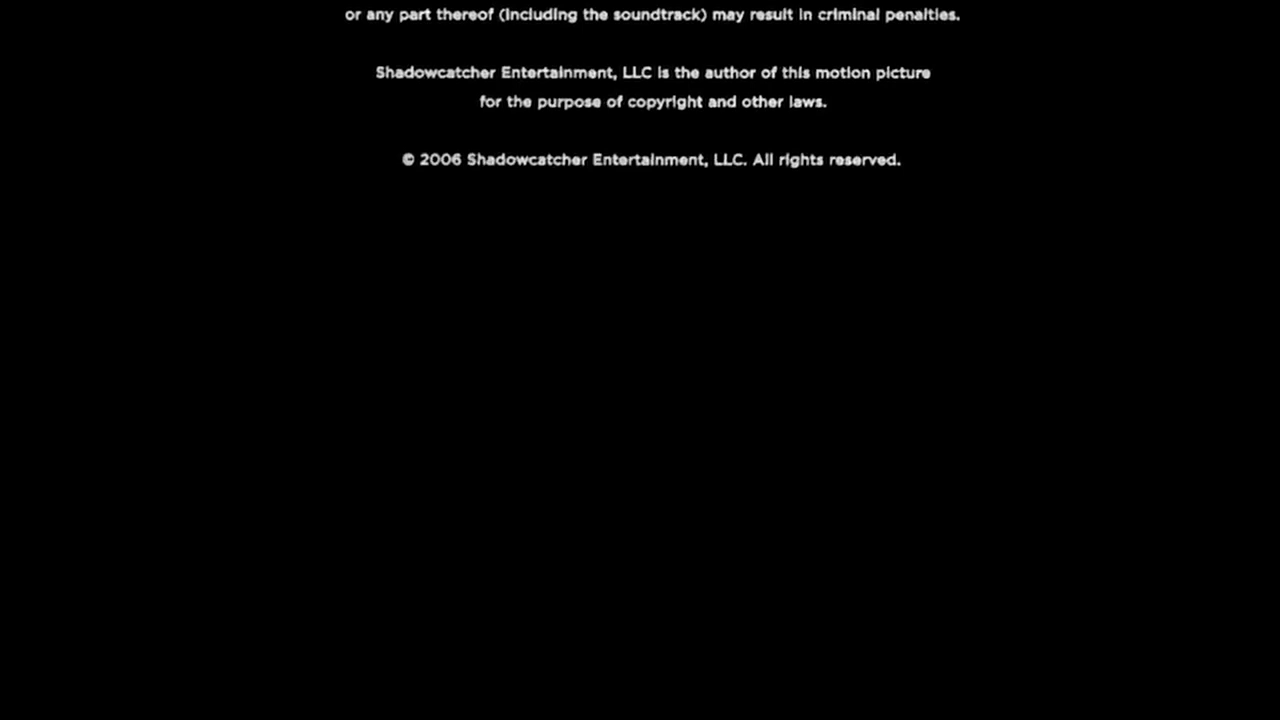 or any part thereof (including the soundtrack) may result in criminal penalties.
Shadowcatcher Entertainment, LLC is the author of this motion picture
for the purpose of copyright and other laws.
© 2006 Shadowcatcher Entertainment, LLC. All rights reserved.